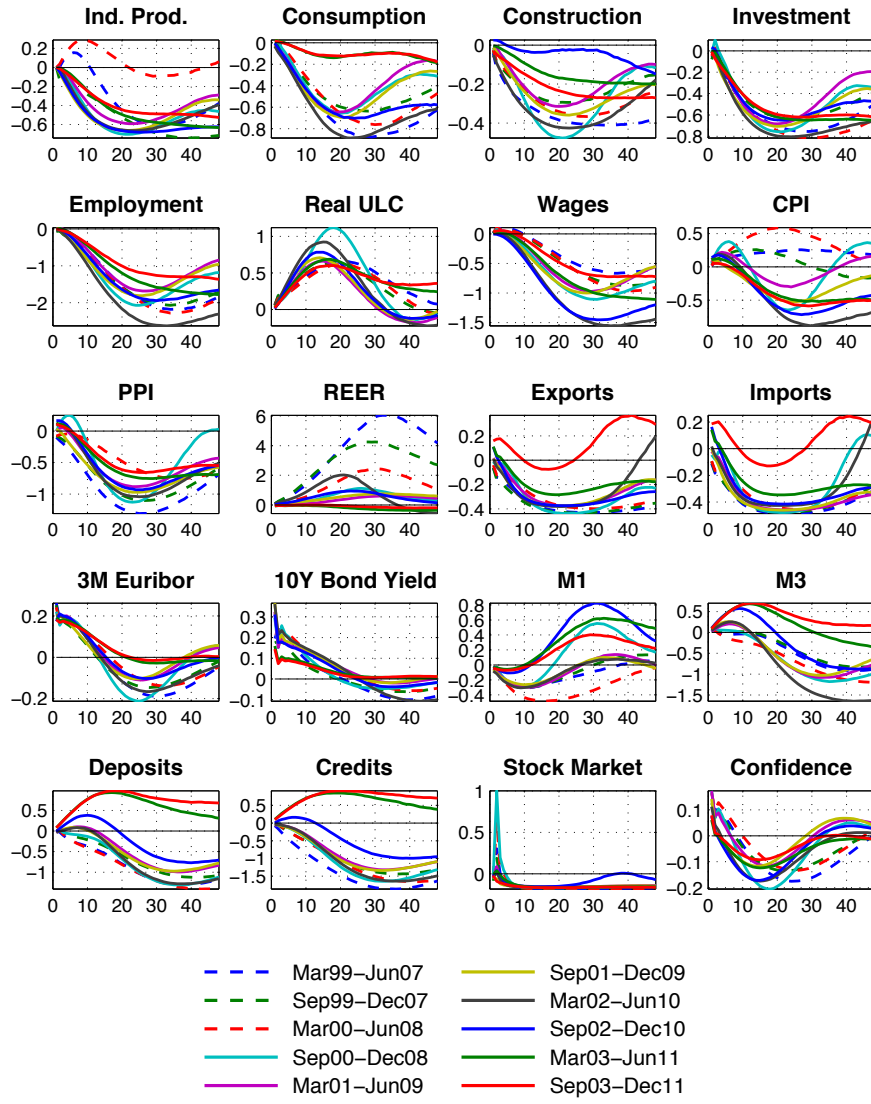 Ind. Prod. Consumption Construction Investment
0.2 0 −0.2 −0.4 −0.6
0 −0.2 −0.4 −0.6 −0.8
0 −0.2 −0.4
0 −0.2 −0.4 −0.6 −0.8
0 10 20 30 40 0 10 20 30 40 0 10 20 30 40 0 10 20 30 40
Employment Real ULC Wages CPI
0 −1 −2
1 0.5 0
0 −0.5 −1 −1.5
0.5 0 −0.5
0 10 20 30 40 0 10 20 30 40 0 10 20 30 40 0 10 20 30 40
PPI REER Exports Imports
0 −0.5 −1
6 4 2 0
0.2 0 −0.2 −0.4
0.2 0 −0.2 −0.4
0 10 20 30 40 0 10 20 30 40 0 10 20 30 40 0 10 20 30 40
3M Euribor 10Y Bond Yield M1 M3
0.2 0 −0.2
0.3 0.2 0.1 0 −0.1
0.8 0.6 0.4 0.2 0 −0.2 −0.4
0.5 0 −0.5 −1 −1.5
0 10 20 30 40 0 10 20 30 40 0 10 20 30 40 0 10 20 30 40
Deposits Credits Stock Market Confidence
0.5 0 −0.5 −1
0.5 0 −0.5 −1 −1.5
1 0.5 0
0.1 0 −0.1 −0.2
0 10 20 30 40 0 10 20 30 40 0 10 20 30 40 0 10 20 30 40
Mar99−Jun07 Sep01−Dec09
Sep99−Dec07 Mar02−Jun10
Mar00−Jun08 Sep02−Dec10
Sep00−Dec08 Mar03−Jun11
Mar01−Jun09 Sep03−Dec11